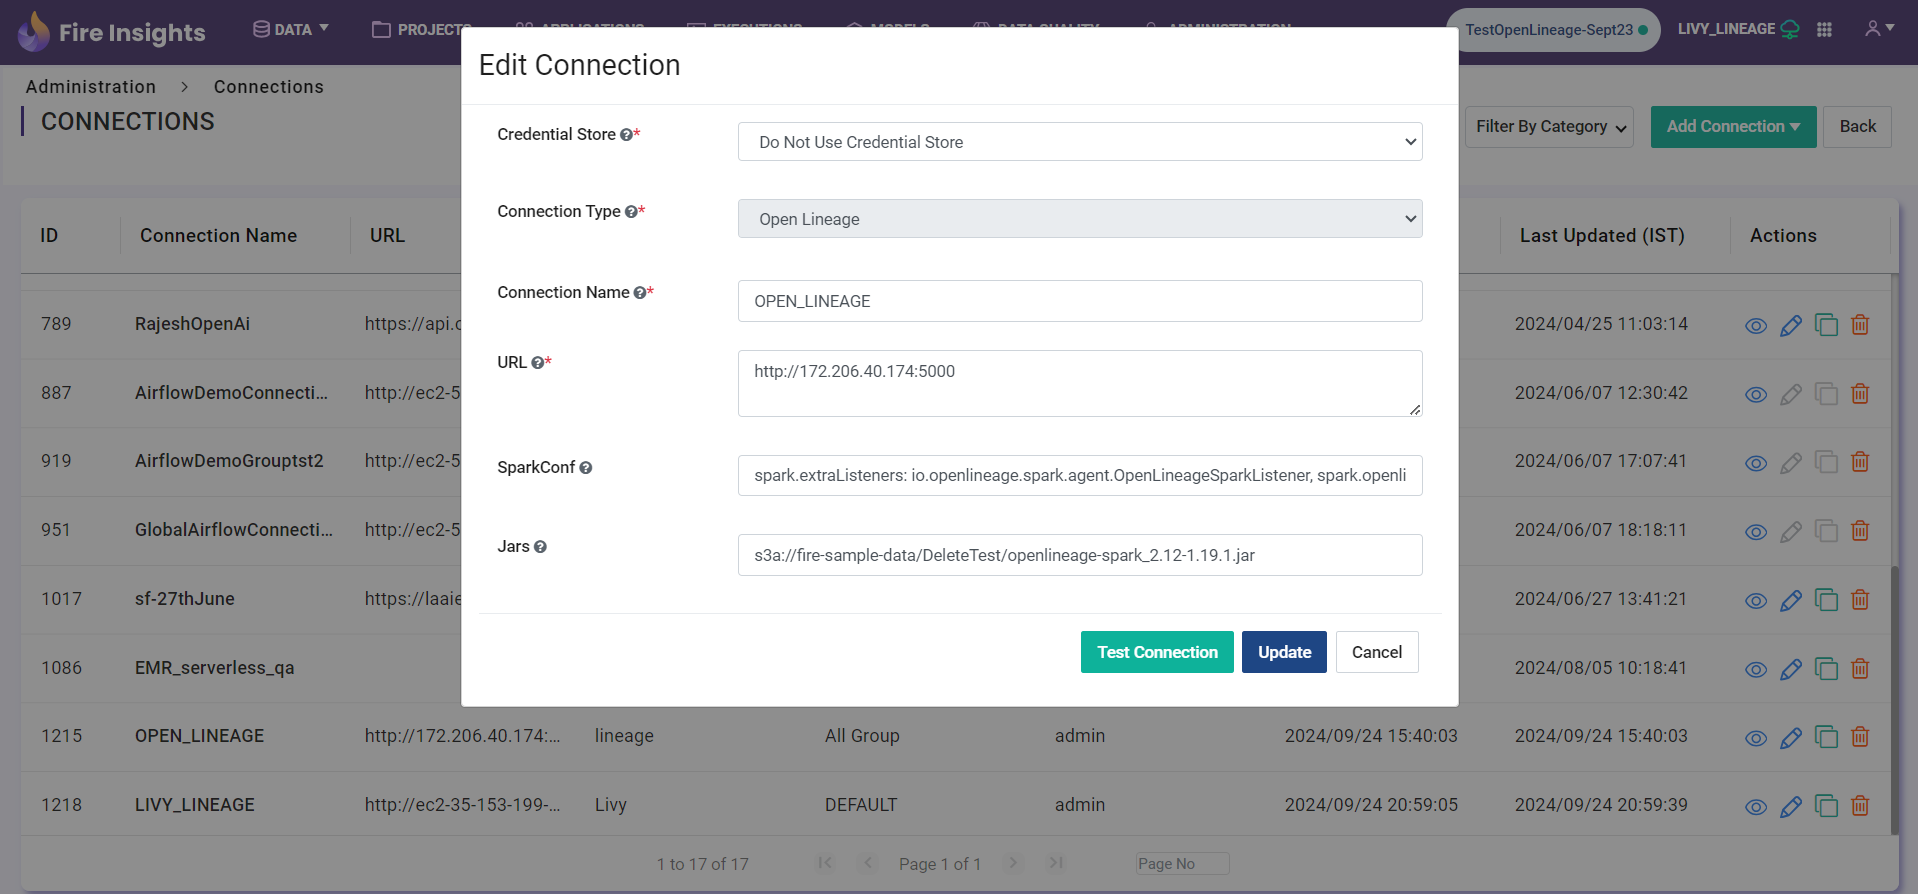 Fire Insights
DATA
PROJECTS
APPLICATIONS
EXECUTIONS
MODELS
DATA QUALITY
ADMINISTRATION
TestOpenLineage-Sept23
LIVY_LINEAGE
Administration > Connections
CONNECTIONS
Filter By Category
Add Connection
Back
Edit Connection
Credential Store *
Do Not Use Credential Store
Connection Type *
Open Lineage
Connection Name *
OPEN_LINEAGE
URL *
http://172.206.40.174:5000
SparkConf
spark.extraListeners: io.openlineage.spark.agent.OpenLineageSparkListener, spark.openli
Jars
s3a://fire-sample-data/DeleteTest/openlineage-spark_2.12-1.19.1.jar
Test Connection
Update
Cancel
ID Connection Name URL Last Updated (IST) Actions
789 RajeshOpenAi https://api.c 2024/04/25 11:03:14
887 AirflowDemoConnecti... http://ec2-5 2024/06/07 12:30:42
919 AirflowDemoGrouptst2 http://ec2-5 2024/06/07 17:07:41
951 GlobalAirflowConnecti... http://ec2-5 2024/06/07 18:18:11
1017 sf-27thJune https://laaie 2024/06/27 13:41:21
1086 EMR_serverless_qa 2024/08/05 10:18:41
1215 OPEN_LINEAGE http://172.206.40.174:... lineage All Group admin 2024/09/24 15:40:03 2024/09/24 15:40:03
1218 LIVY_LINEAGE http://ec2-35-153-199-... Livy DEFAULT admin 2024/09/24 20:59:05 2024/09/24 20:59:39
1 to 17 of 17
Page 1 of 1
Page No